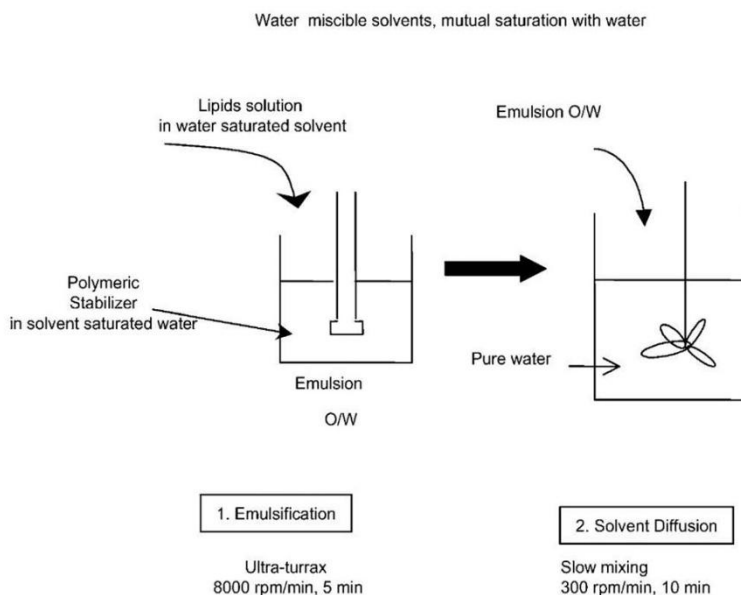 Water miscible solvents, mutual saturation with water
Lipids solution
in water saturated solvent
Polymeric
Stabilizer
in solvent saturated water
Emulsion
O/W
Emulsion O/W
Pure water
1. Emulsification
Ultra-turrax
8000 rpm/min, 5 min
2. Solvent Diffusion
Slow mixing
300 rpm/min, 10 min